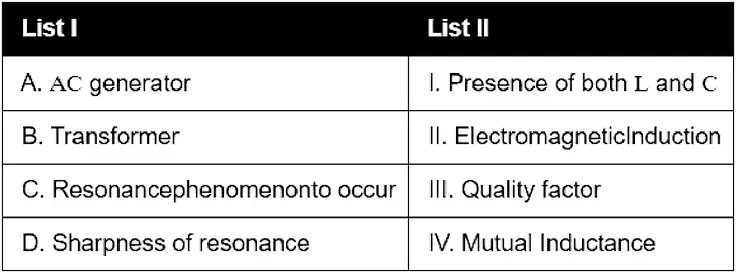 List I List II
A. AC generator I. Presence of both L and C
B. Transformer II. ElectromagneticInduction
C. Resonancephenomenonto occur III. Quality factor
D. Sharpness of resonance IV. Mutual Inductance